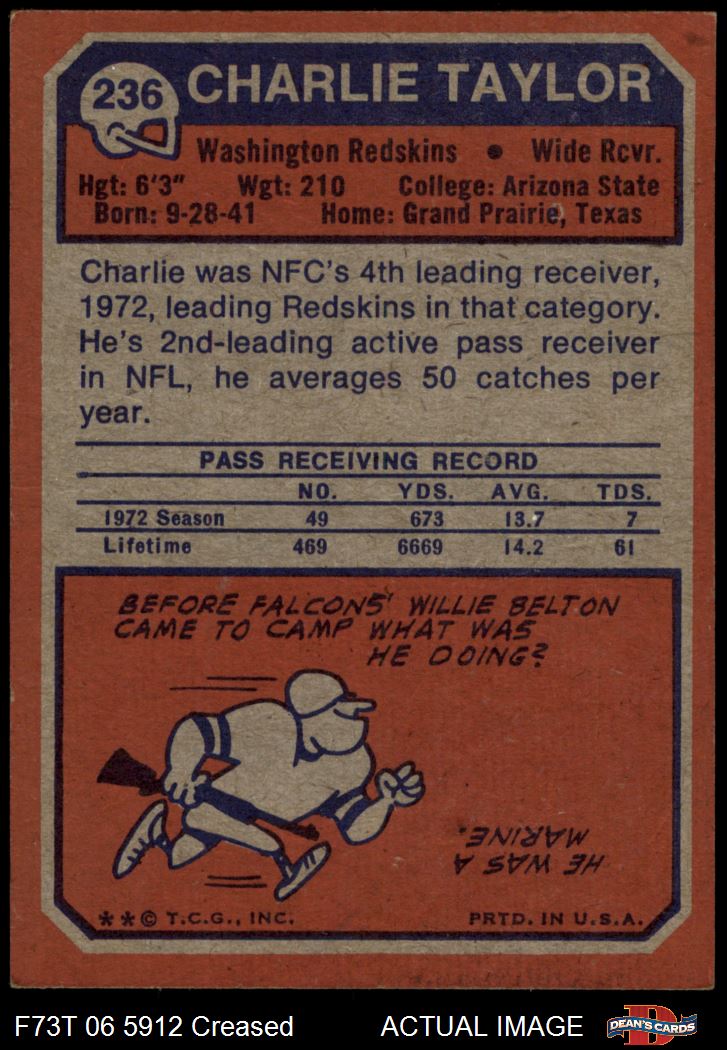 236
CHARLIE TAYLOR
Washington Redskins • Wide Rcvr.
Hgt: 6'3" Wgt: 210 College: Arizona State
Born: 9-28-41 Home: Grand Prairie, Texas
Charlie was NFC's 4th leading receiver,
1972, leading Redskins in that category.
He's 2nd-leading active pass receiver
in NFL, he averages 50 catches per
year.
PASS RECEIVING RECORD
NO. YDS. AVG. TDS.
1972 Season 49 673 13.7 7
Lifetime 469 6669 14.2 61
BEFORE FALCONS' WILLIE BELTON
CAME TO CAMP WHAT WAS
HE DOING?
HE WAS A
MARINE.
**© T.C.G., INC. PRTD. IN U.S.A.
F73T 06 5912 Creased ACTUAL IMAGE
D
DEAN'S CARDS